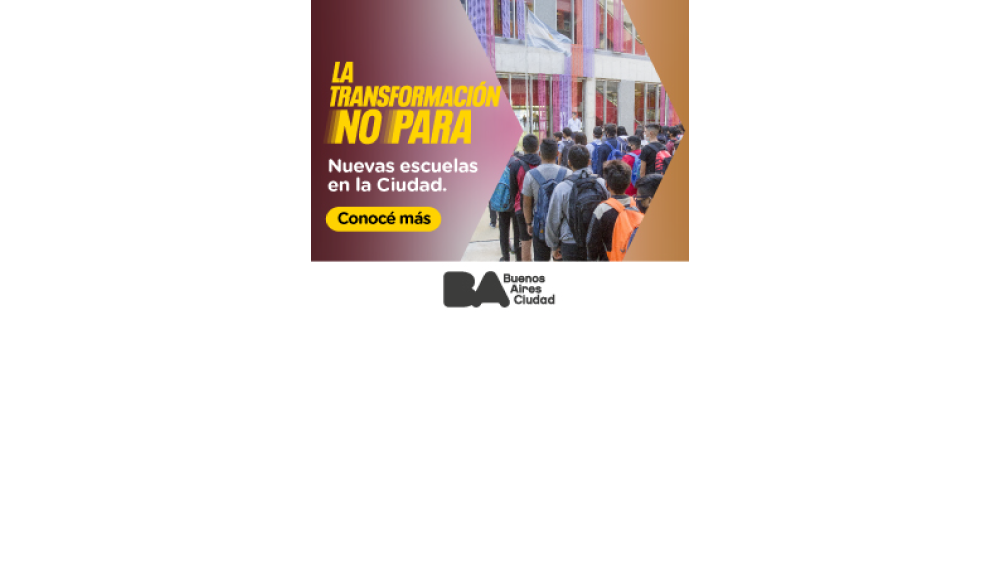 LA
TRANSFORMACIÓN
NO PARA
Nuevas escuelas
en la Ciudad.
Conocé más
BA
Buenos
Aires
Ciudad